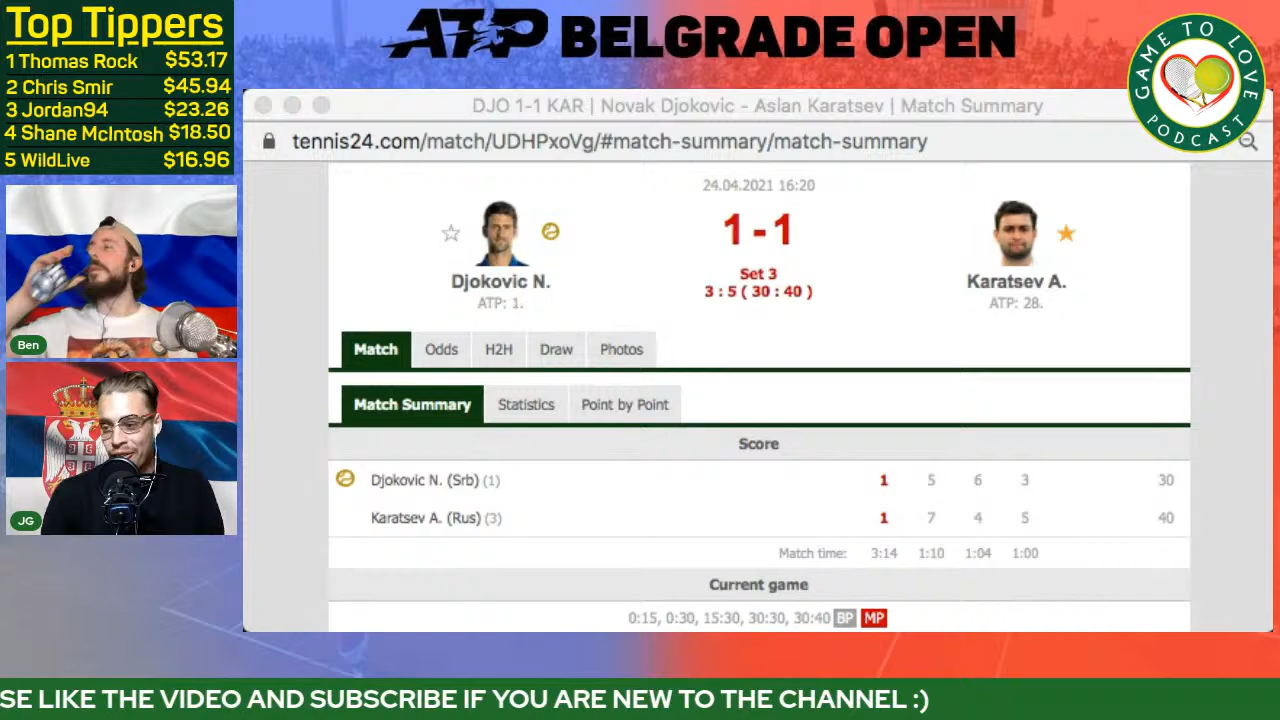 Top Tippers
1 Thomas Rock $53.17
2 Chris Smir $45.94
3 Jordan94 $23.26
4 Shane McIntosh $18.50
5 WildLive $16.96
Ben
JG
ATP BELGRADE OPEN
GAME TO LOVE
PODCAST
DJO 1-1 KAR | Novak Djokovic - Aslan Karatsev | Match Summary
tennis24.com/match/UDHPxoVg/#match-summary/match-summary
24.04.2021 16:20
1 - 1
Set 3
3 : 5 ( 30 : 40 )
Djokovic N.
ATP: 1.
Karatsev A.
ATP: 28.
Match Odds H2H Draw Photos
Match Summary Statistics Point by Point
Score
Djokovic N. (Srb) (1) 1 5 6 3 30
Karatsev A. (Rus) (3) 1 7 4 5 40
Match time: 3:14 1:10 1:04 1:00
Current game
0:15, 0:30, 15:30, 30:30, 30:40 BP MP
SE LIKE THE VIDEO AND SUBSCRIBE IF YOU ARE NEW TO THE CHANNEL :)